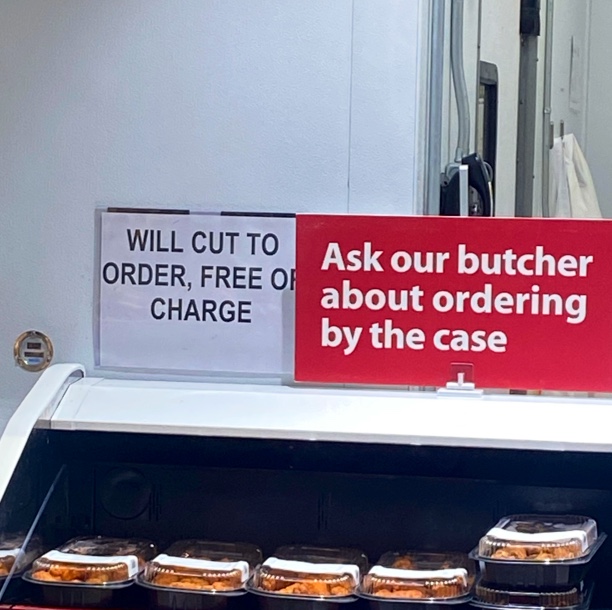 WILL CUT TO
ORDER, FREE OF
CHARGE
Ask our butcher
about ordering
by the case